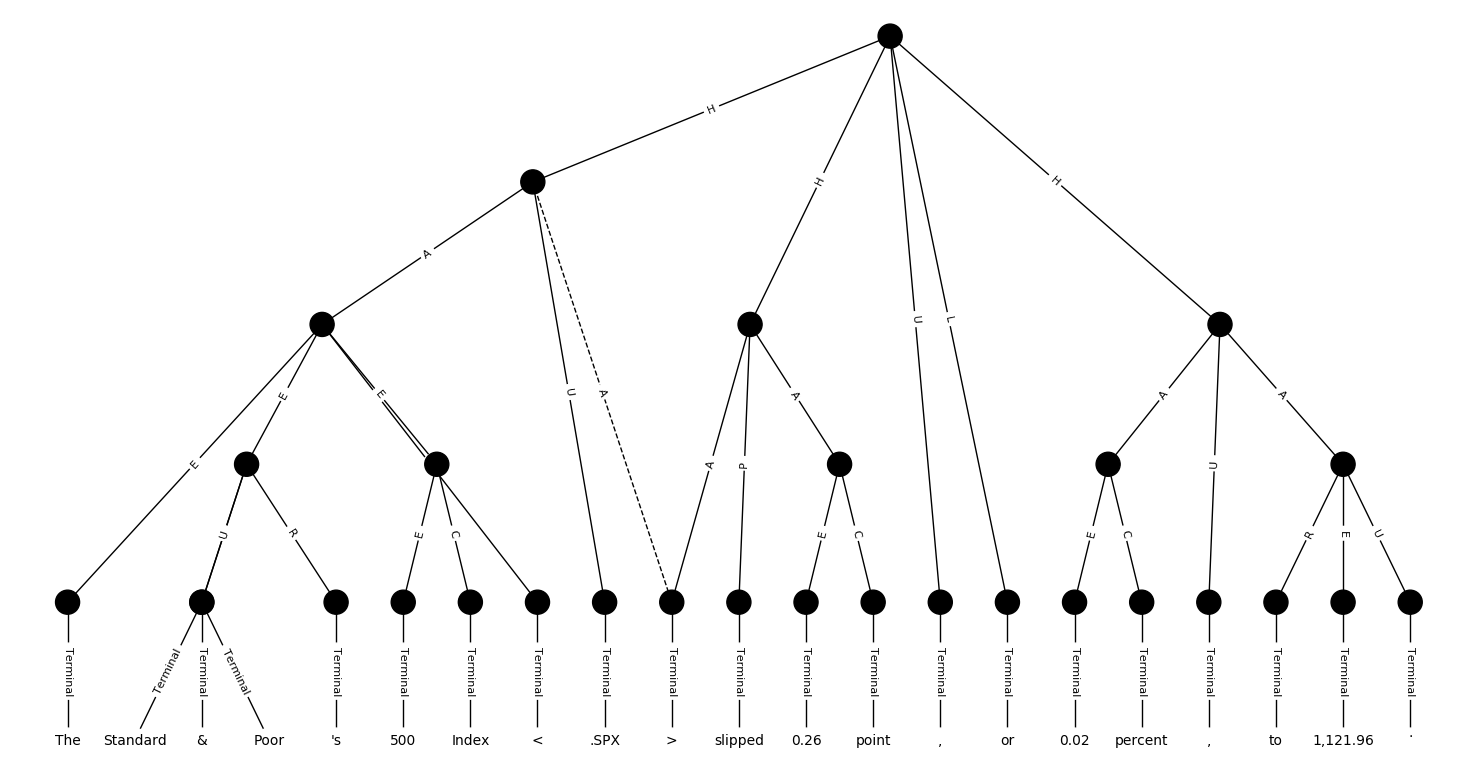 H
H
H
A
U
L
A
U
A
E
E
E
A
P
A
A
U
A
U
R
E
C
E
C
E
C
R
E
U
Terminal Terminal Terminal Terminal Terminal Terminal Terminal Terminal Terminal Terminal Terminal Terminal Terminal Terminal Terminal Terminal Terminal Terminal Terminal Terminal Terminal
The Standard & Poor 's 500 Index < .SPX > slipped 0.26 point , or 0.02 percent , to 1,121.96 .